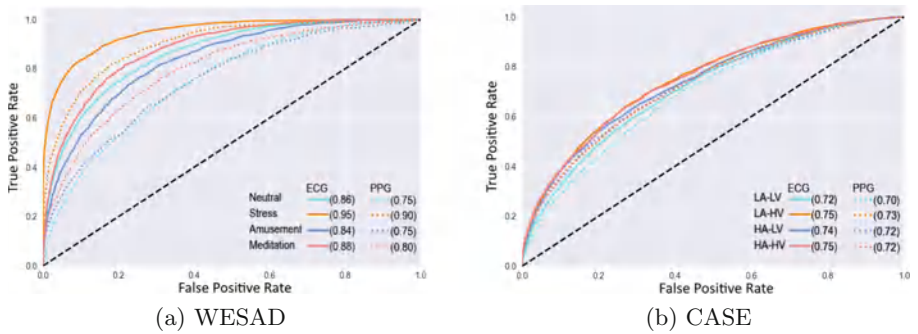 1.0
0.8
0.6
0.4
0.2
0.0
True Positive Rate
ECG PPG
Neutral (0.86) (0.75)
Stress (0.95) (0.90)
Amusement (0.84) (0.75)
Meditation (0.88) (0.80)
0.0 0.2 0.4 0.6 0.8 1.0
False Positive Rate
(a) WESAD
1.0
0.8
0.6
0.4
0.2
0.0
True Positive Rate
ECG PPG
LA-LV (0.72) (0.70)
LA-HV (0.75) (0.73)
HA-LV (0.74) (0.72)
HA-HV (0.75) (0.72)
0.0 0.2 0.4 0.6 0.8 1.0
False Positive Rate
(b) CASE